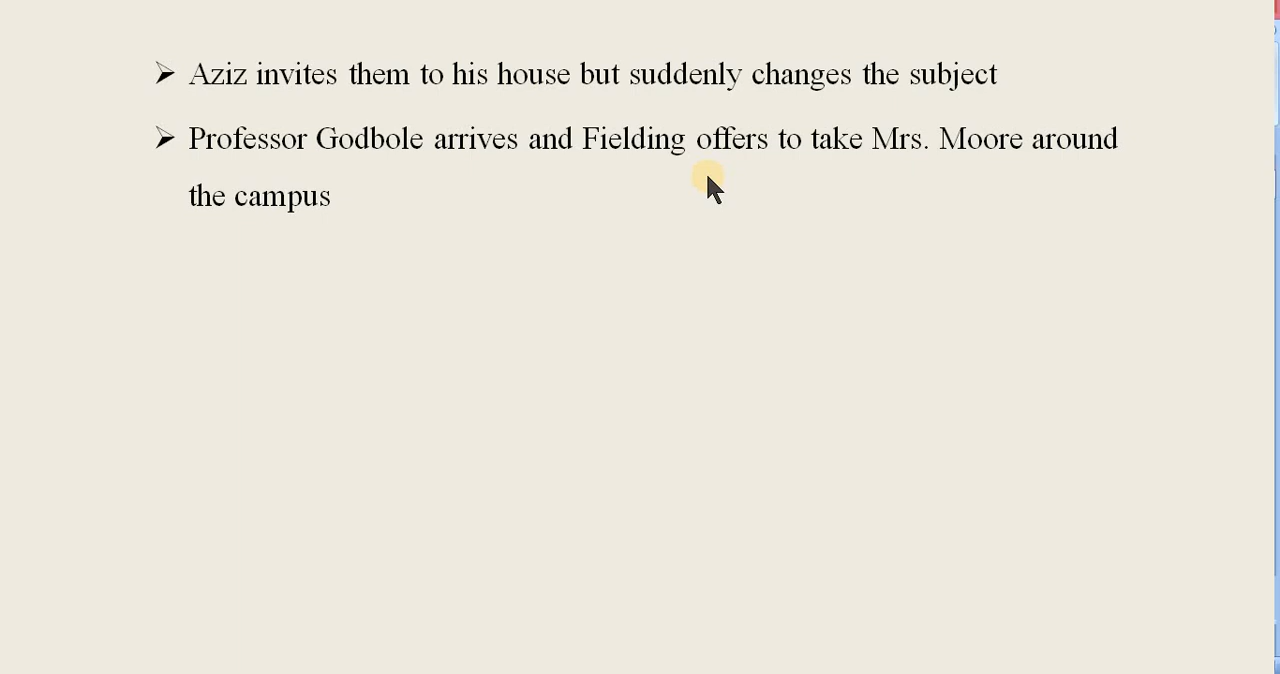 ➢ Aziz invites them to his house but suddenly changes the subject
➢ Professor Godbole arrives and Fielding offers to take Mrs. Moore around
the campus